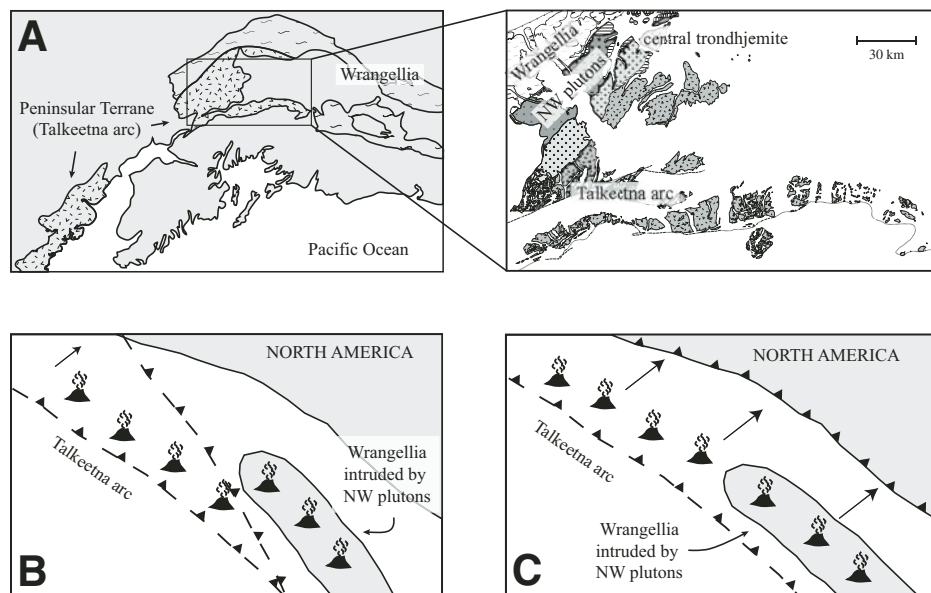 A
Wrangellia
Peninsular Terrane
(Talkeetna arc)
Pacific Ocean
Wrangellia
NW plutons
central trondhjemite
30 km
Talkeetna arc
B
NORTH AMERICA
Talkeetna arc
Wrangellia
intruded by
NW plutons
C
NORTH AMERICA
Talkeetna arc
Wrangellia
intruded by
NW plutons